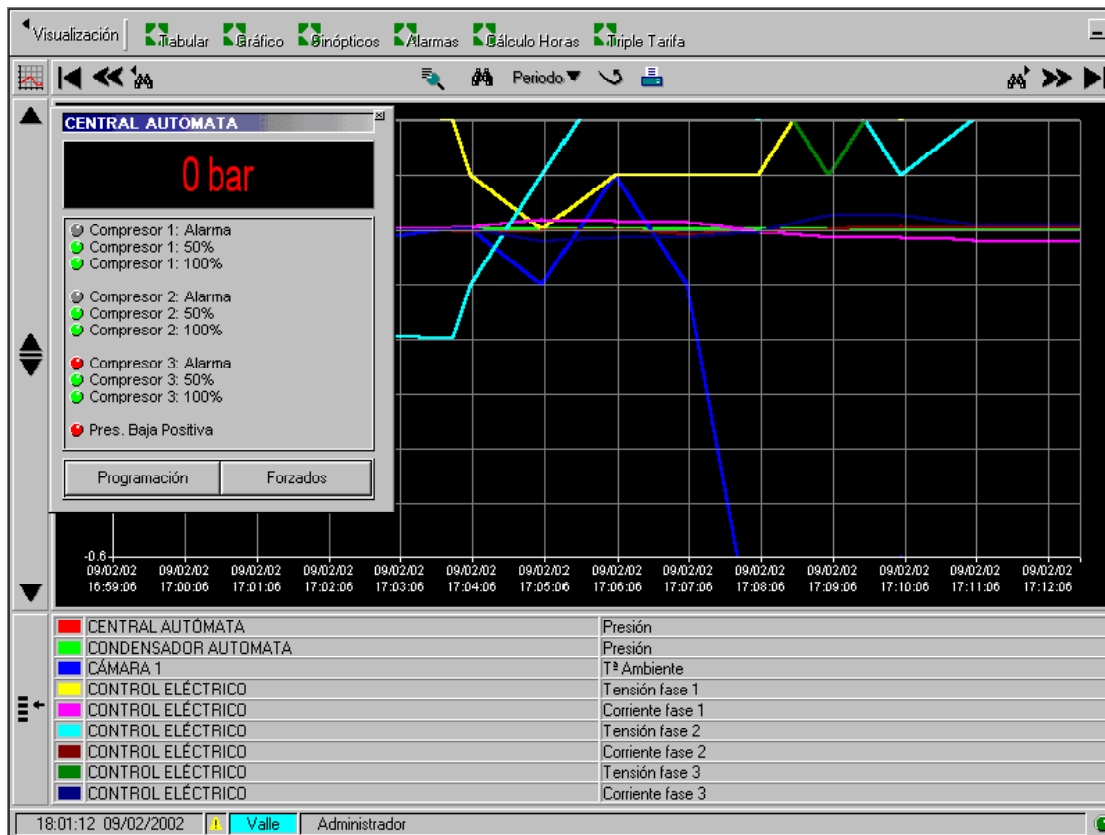 Visualización Tabular Gráfico Sinópticos Alarmas Cálculo Horas Triple Tarifa
Periodo
CENTRAL AUTÓMATA
0 bar
Compresor 1: Alarma
Compresor 1: 50%
Compresor 1: 100%
Compresor 2: Alarma
Compresor 2: 50%
Compresor 2: 100%
Compresor 3: Alarma
Compresor 3: 50%
Compresor 3: 100%
Pres. Baja Positiva
Programación Forzados
-0.6
09/02/02 09/02/02 09/02/02 09/02/02 09/02/02 09/02/02 09/02/02 09/02/02 09/02/02 09/02/02 09/02/02 09/02/02 09/02/02 09/02/02
16:59:06 17:00:06 17:01:06 17:02:06 17:03:06 17:04:06 17:05:06 17:06:06 17:07:06 17:08:06 17:09:06 17:10:06 17:11:06 17:12:06
CENTRAL AUTÓMATA Presión
CONDENSADOR AUTOMATA Presión
CÁMARA 1 Tª Ambiente
CONTROL ELÉCTRICO Tensión fase 1
CONTROL ELÉCTRICO Corriente fase 1
CONTROL ELÉCTRICO Tensión fase 2
CONTROL ELÉCTRICO Corriente fase 2
CONTROL ELÉCTRICO Tensión fase 3
CONTROL ELÉCTRICO Corriente fase 3
18:01:12 09/02/2002 Valle Administrador